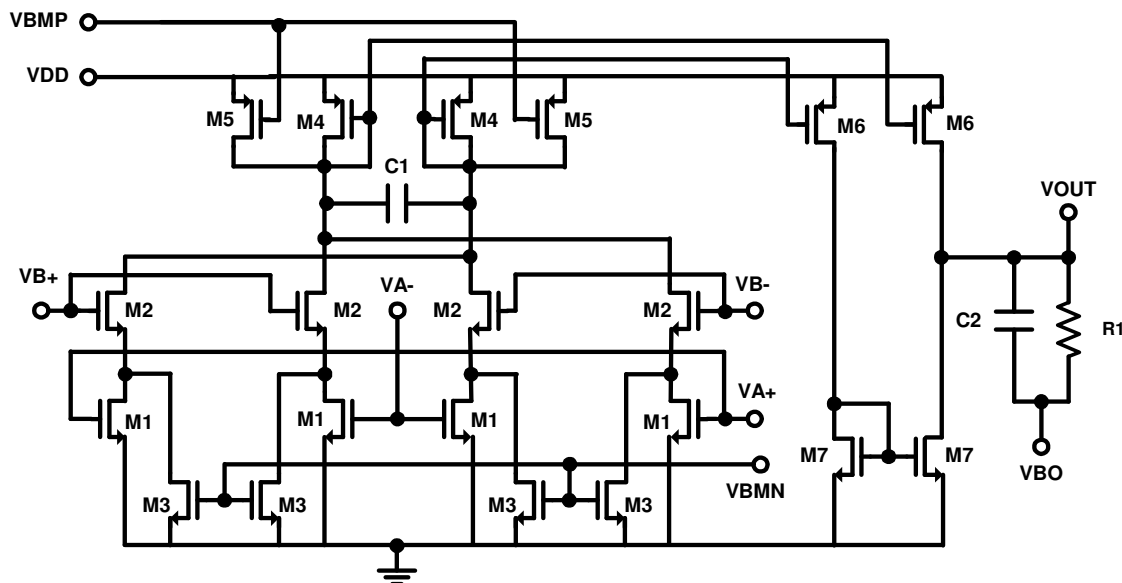 VBMP
VDD
M5
M4
M4
M5
M6
M6
C1
VOUT
VB+
VA-
VB-
M2
M2
M2
M2
C2
R1
VA+
M1
M1
M1
M1
M7
M7
VBO
VBMN
M3
M3
M3
M3